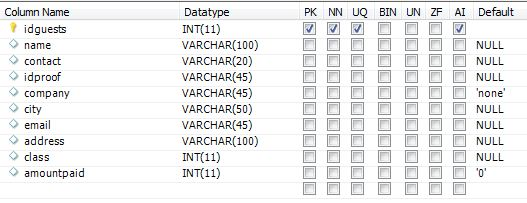 Column Name Datatype PK NN UQ BIN UN ZF AI Default
idguests INT(11)
name VARCHAR(100) NULL
contact VARCHAR(20) NULL
idproof VARCHAR(45) NULL
company VARCHAR(45) 'none'
city VARCHAR(50) NULL
email VARCHAR(45) NULL
address VARCHAR(100) NULL
class INT(11) NULL
amountpaid INT(11) '0'